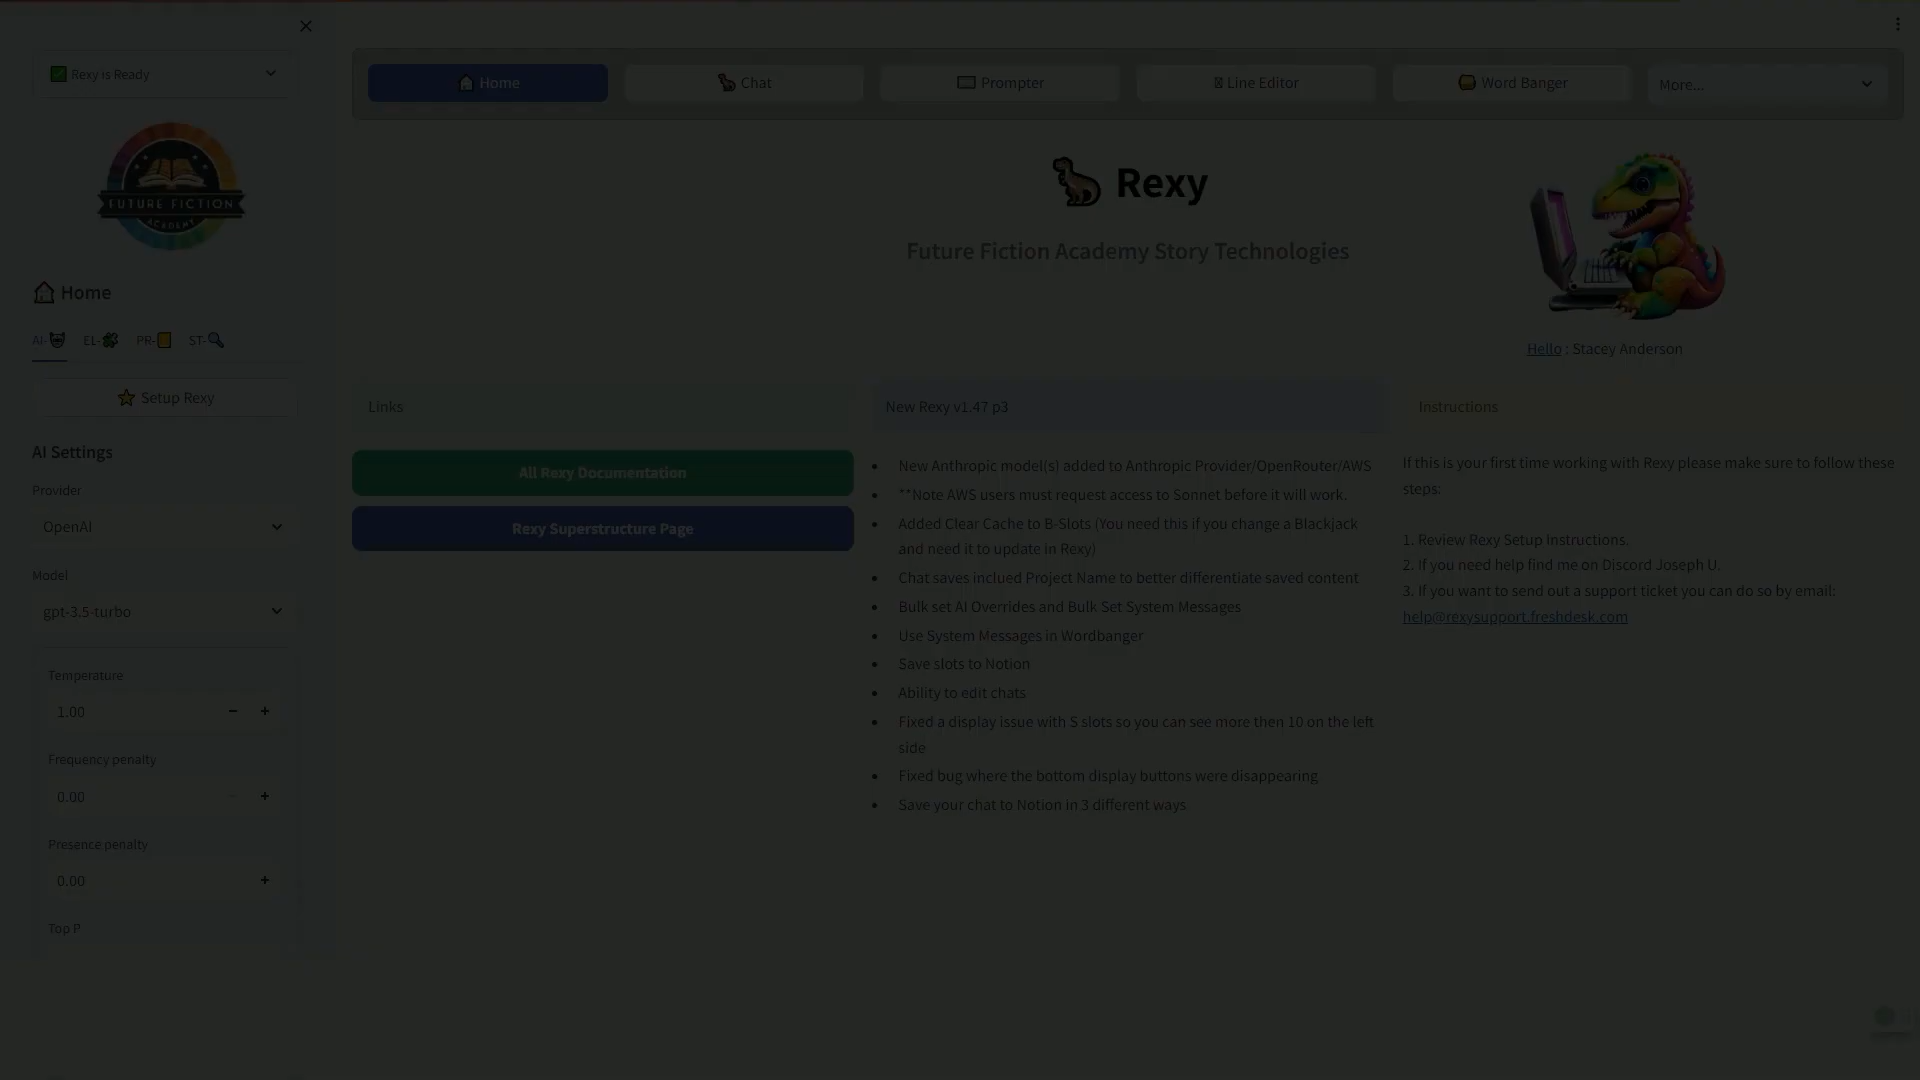 Rexy is Ready
FUTURE FICTION
ACADEMY
Home
AI-
EL-
PR-
ST-
Setup Rexy
AI Settings
Provider
OpenAI
Model
gpt-3.5-turbo
Temperature
1.00
Frequency penalty
0.00
Presence penalty
0.00
Top P
Home
Chat
Prompter
Line Editor
Word Banger
More...
Rexy
Future Fiction Academy Story Technologies
Hello : Stacey Anderson
Links
All Rexy Documentation
Rexy Superstructure Page
New Rexy v1.47 p3
• New Anthropic model(s) added to Anthropic Provider/OpenRouter/AWS
• **Note AWS users must request access to Sonnet before it will work.
• Added Clear Cache to B-Slots (You need this if you change a Blackjack
and need it to update in Rexy)
• Chat saves inclued Project Name to better differentiate saved content
• Bulk set AI Overrides and Bulk Set System Messages
• Use System Messages in Wordbanger
• Save slots to Notion
• Ability to edit chats
• Fixed a display issue with S slots so you can see more then 10 on the left
side
• Fixed bug where the bottom display buttons were disappearing
• Save your chat to Notion in 3 different ways
Instructions
If this is your first time working with Rexy please make sure to follow these
steps:
1. Review Rexy Setup Instructions.
2. If you need help find me on Discord Joseph U.
3. If you want to send out a support ticket you can do so by email:
help@rexysupport.freshdesk.com